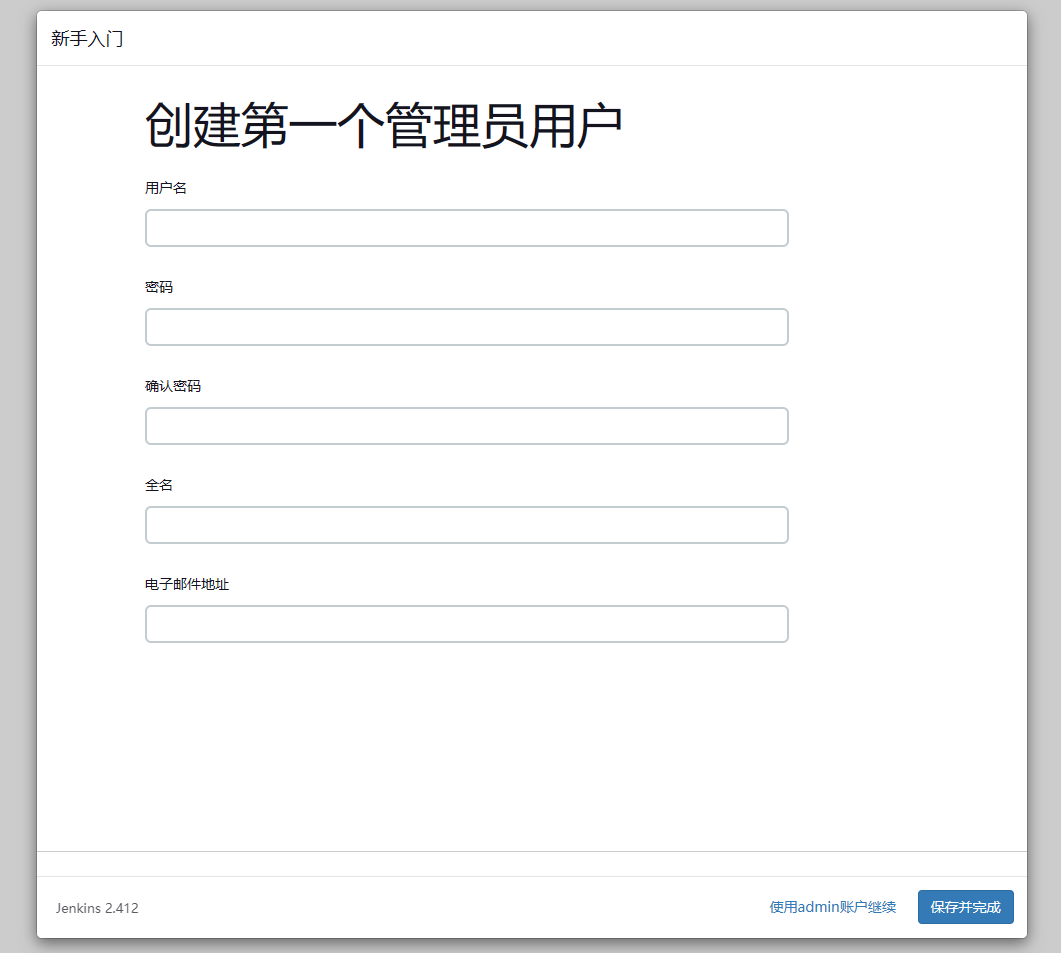 新手入门
创建第一个管理员用户
用户名
密码
确认密码
全名
电子邮件地址
Jenkins 2.412
使用admin账户继续
保存并完成